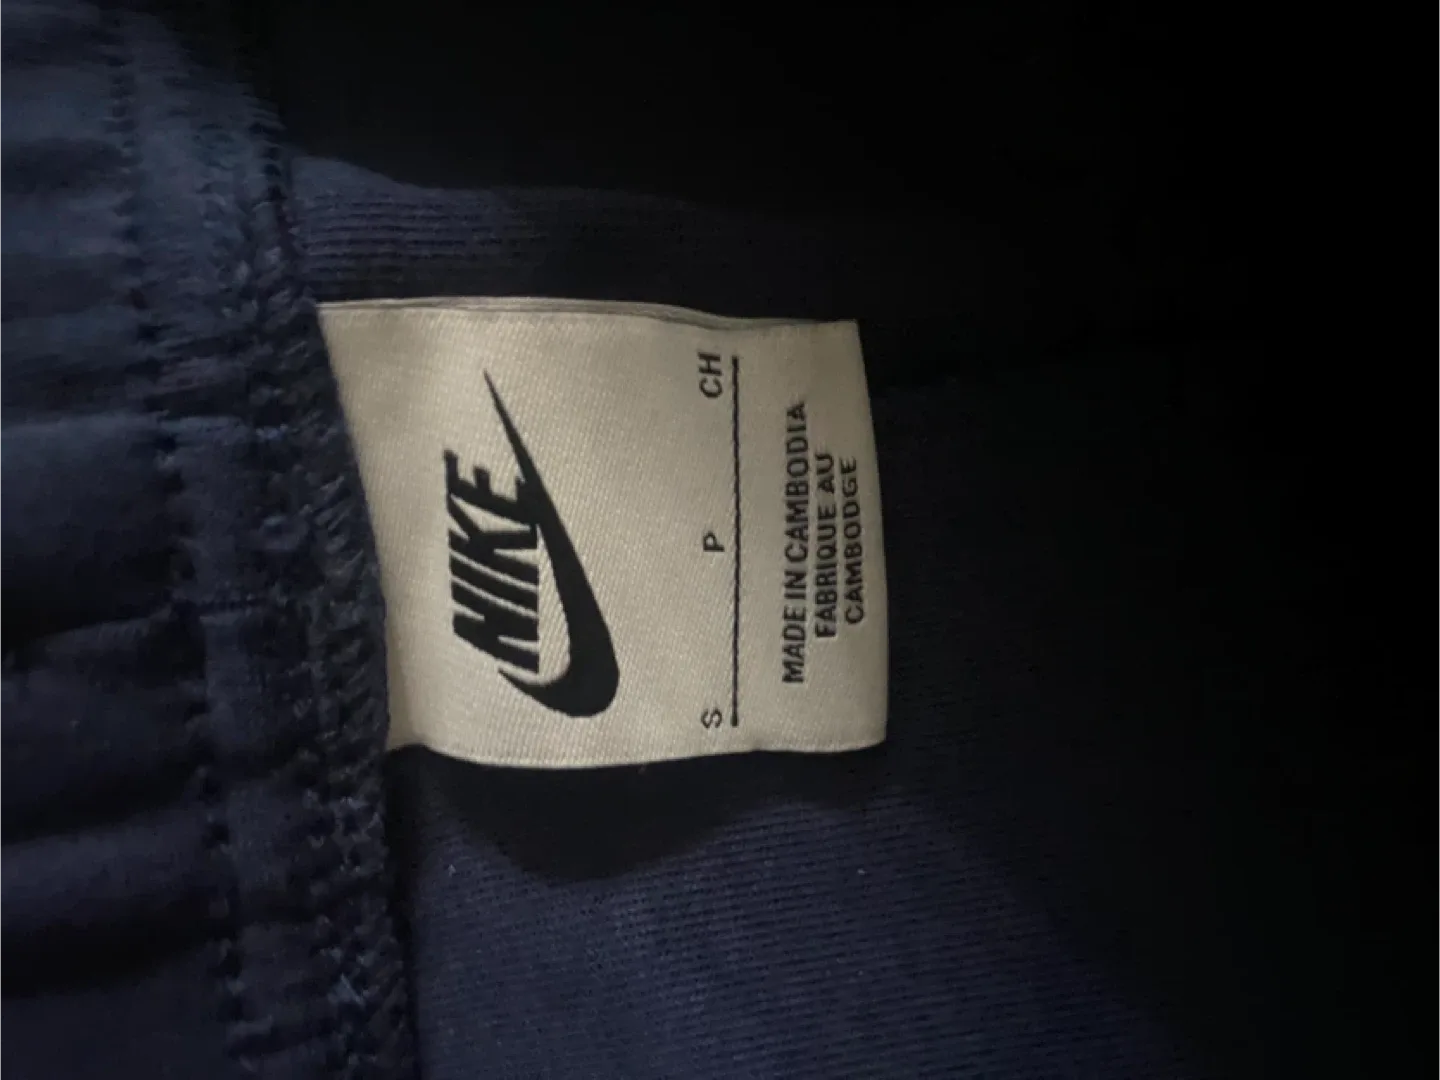 NIKE
S P CH
MADE IN CAMBODIA
FABRIQUE AU
CAMBODGE